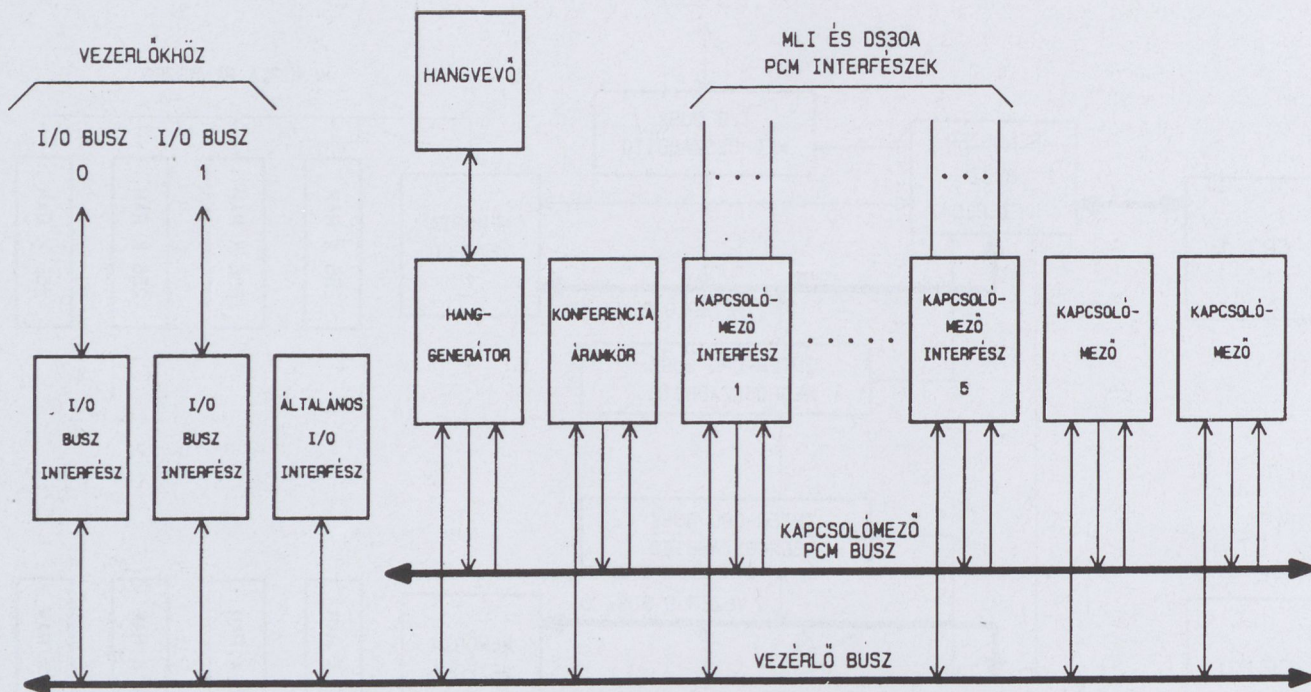 VEZERLŐKHÖZ
I/O BUSZ
0
I/O BUSZ
1
HANGVEVŐ
MLI ÉS DS30A
PCM INTERFÉSZEK
. . .
. . .
I/O
BUSZ
INTERFÉSZ
I/O
BUSZ
INTERFÉSZ
ÁLTALÁNOS
I/O
INTERFÉSZ
HANG-
GENERÁTOR
KONFERENCIA
ÁRAMKÖR
KAPCSOLÓ-
MEZŐ
INTERFÉSZ
1
. . . . .
KAPCSOLÓ-
MEZŐ
INTERFÉSZ
5
KAPCSOLÓ-
MEZŐ
KAPCSOLÓ-
MEZŐ
KAPCSOLÓMEZŐ
PCM BUSZ
VEZÉRLŐ BUSZ